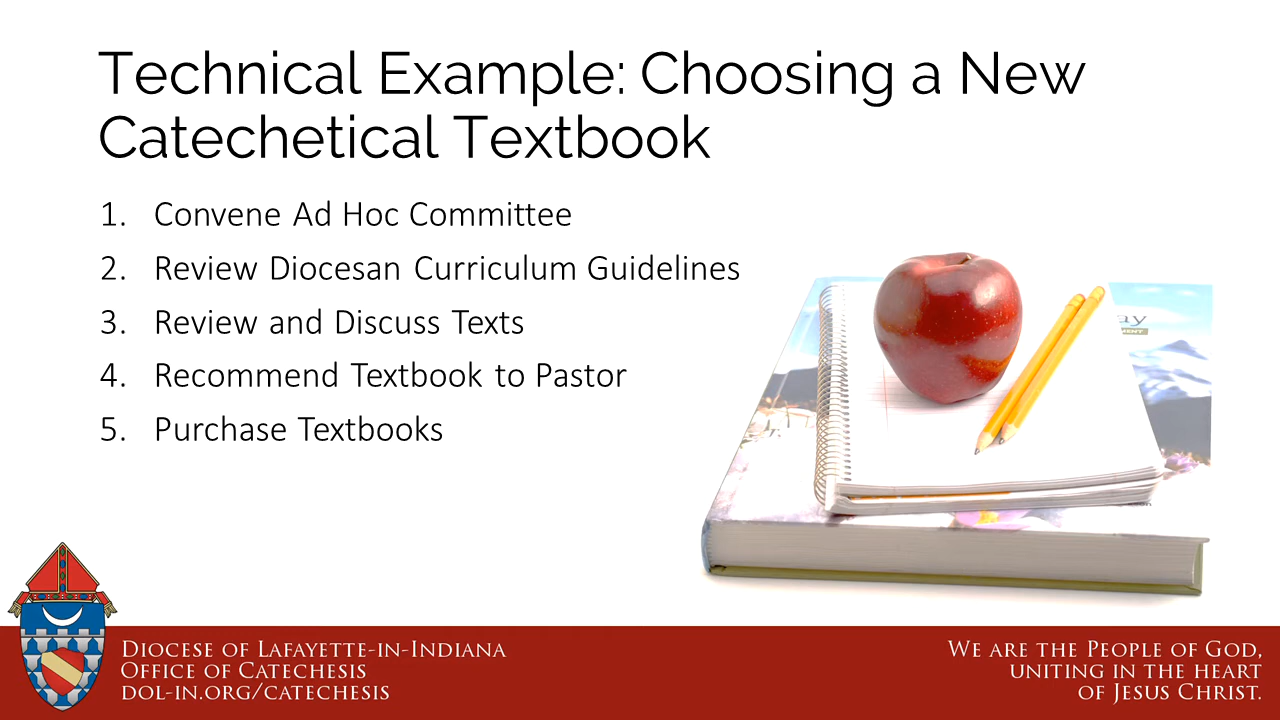 Technical Example: Choosing a New
Catechetical Textbook
1. Convene Ad Hoc Committee
2. Review Diocesan Curriculum Guidelines
3. Review and Discuss Texts
4. Recommend Textbook to Pastor
5. Purchase Textbooks
Diocese of Lafayette-in-Indiana
Office of Catechesis
dol-in.org/catechesis
We are the People of God,
uniting in the heart
of Jesus Christ.